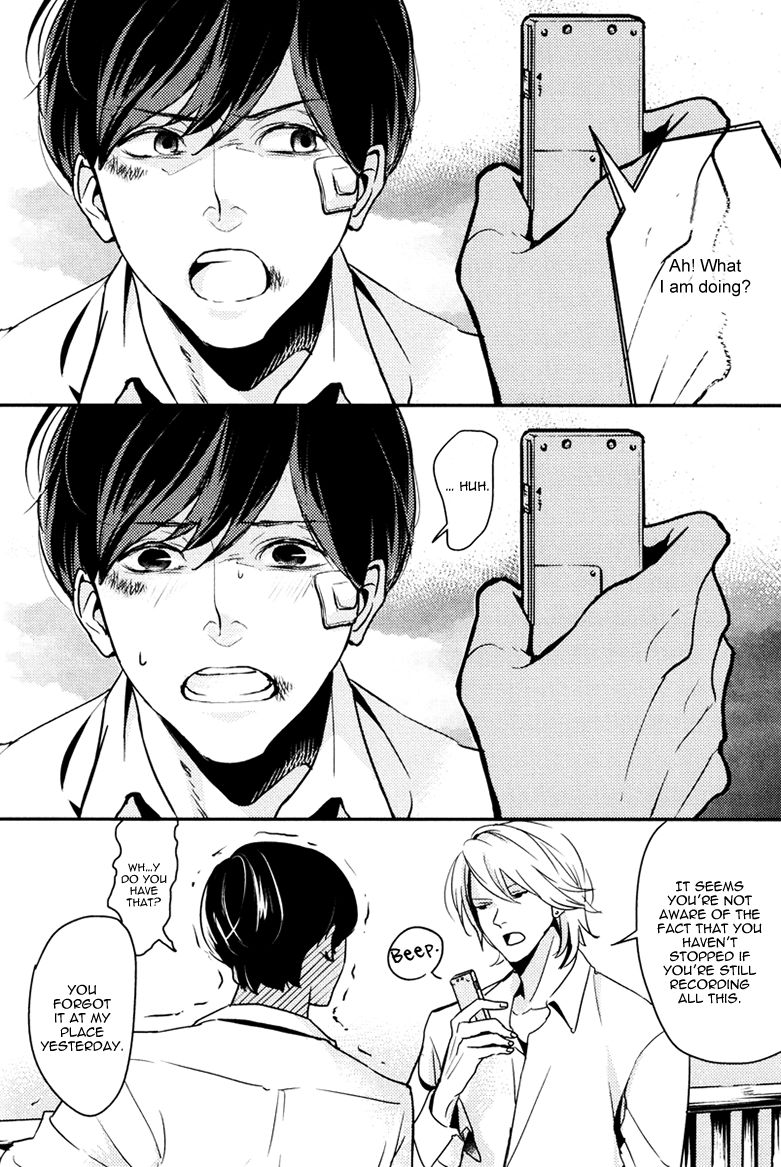 Ah! What
I am doing?
... HUH.
IT SEEMS
YOU'RE NOT
AWARE OF THE
FACT THAT YOU
HAVEN'T
STOPPED IF
YOU'RE STILL
RECORDING
ALL THIS.
BEEP.
WH...Y
DO YOU
HAVE
THAT?
YOU
FORGOT
IT AT MY
PLACE
YESTERDAY.